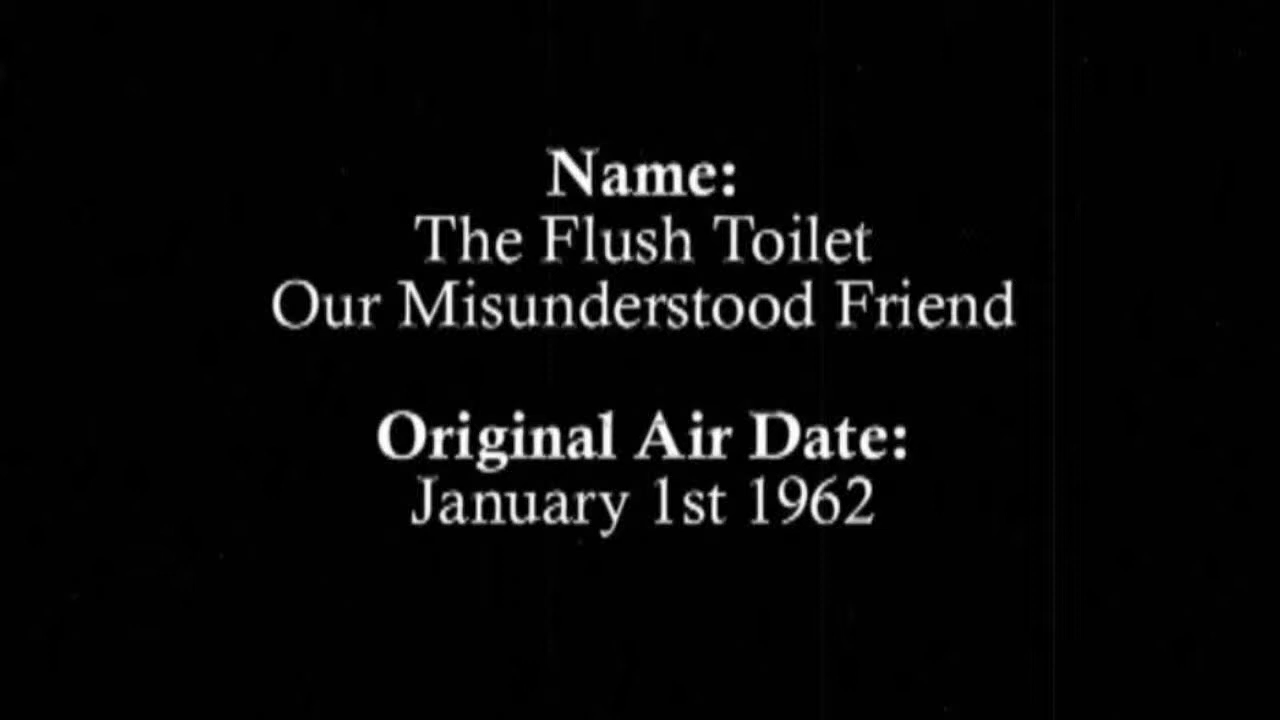 Name:
The Flush Toilet
Our Misunderstood Friend
Original Air Date:
January 1st 1962